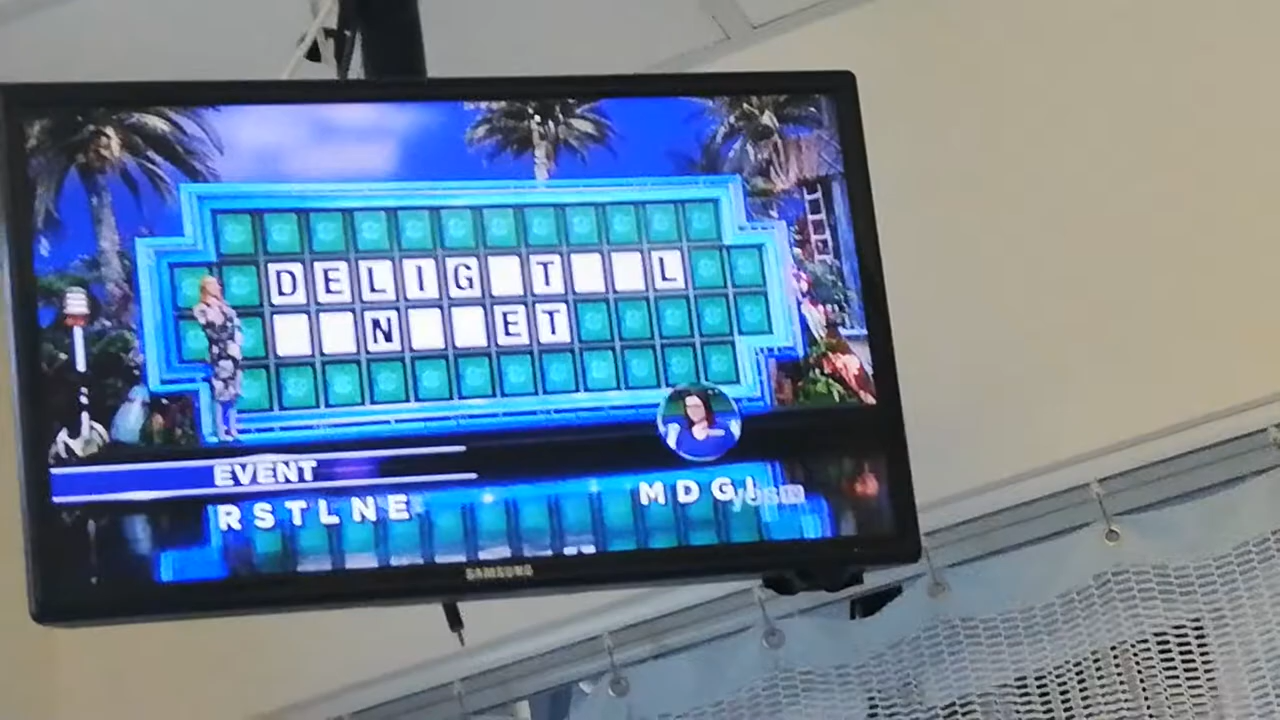 DELIG T L
N ET
EVENT
RSTLNE
MDGI
SAMSUNG